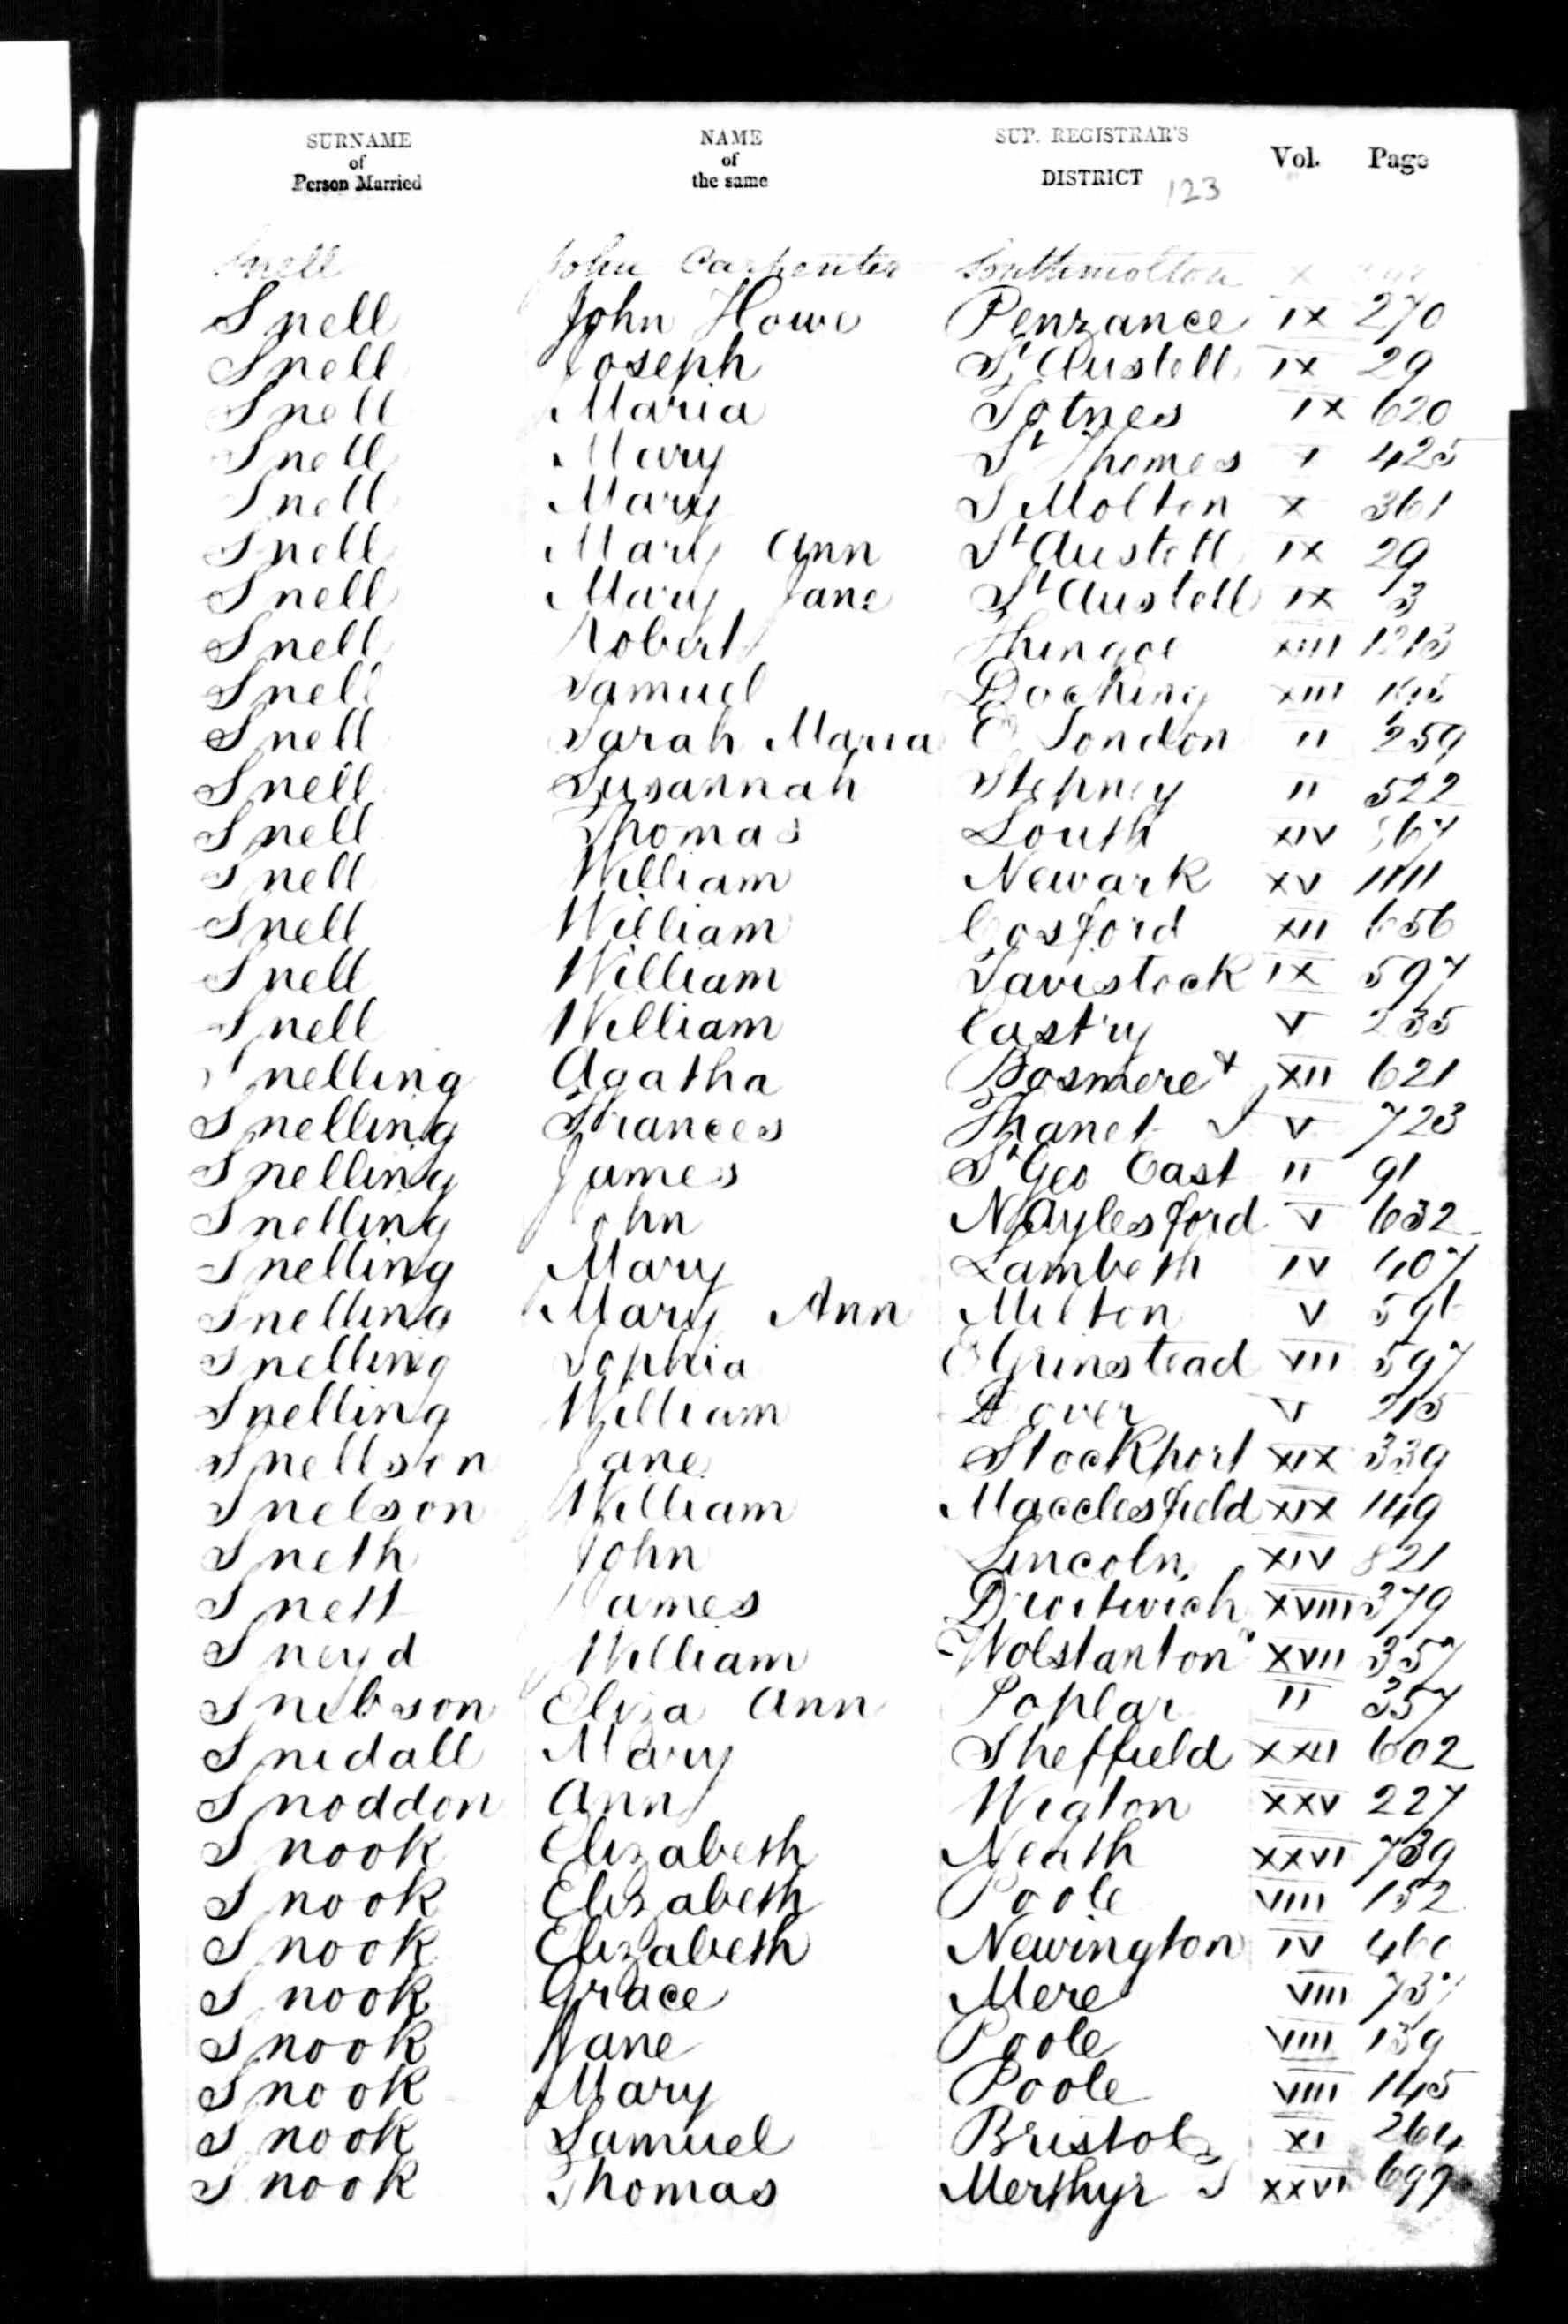 SURNAME of Person Married NAME of the same SUP. REGISTRAR'S DISTRICT Vol. Page
123
Snell John Carpenter Southmolton X
Snell John Howe Penzance IX 270
Snell Joseph St Austell IX 29
Snell Maria Totnes IX 620
Snell Mary St Thomas 425
Snell Mary S Molton X 361
Snell Mary Ann St Austell IX 29
Snell Mary Jane St Austell IX 3
Snell Robert Thingoe XIII
Snell Samuel Docking XIII
Snell Sarah Maria E London II 259
Snell Susannah Stepney II 522
Snell Thomas Louth XIV
Snell William Newark XV 1111
Snell William Cosford XII 656
Snell William Tavistock IX 597
Snell William Eastry V 235
Snelling Agatha Bosmere + XII 621
Snelling Frances Thanet V 723
Snelling James St Geo East II 91
Snelling John N Aylesford V 632
Snelling Mary Lambeth IV
Snelling Mary Ann Milton V
Snelling Sophia E Grinstead VII 597
Snelling William Dover V 215
Snellson Jane Stockport XIX 339
Snelson William Macclesfield XIX 149
Sneth John Lincoln XIV 821
Snett James Droitwich XVIII 379
Sneyd William Wolstanton XVII 357
Snibson Eliza Ann Poplar II 357
Snidall Mary Sheffield XXII 602
Snoddon Ann Wigton XXV 227
Snook Elizabeth Neath XXVI 739
Snook Elizabeth Poole VIII 152
Snook Elizabeth Newington IV
Snook Grace Mere VIII
Snook Jane Poole VIII 139
Snook Mary Poole VIII 145
Snook Samuel Bristol XI 264
Snook Thomas Merthyr XXVI 699